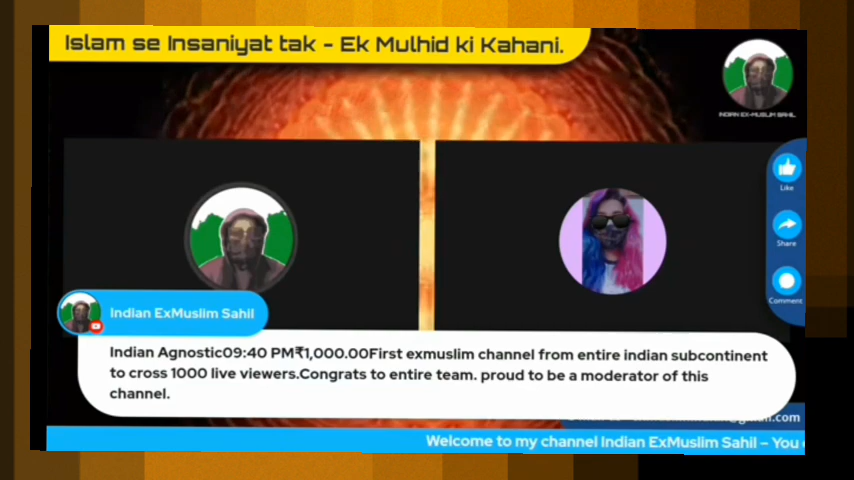 Islam se Insaniyat tak - Ek Mulhid ki Kahani.
INDIAN EX-MUSLIM SAHIL
Like
Share
Comment
Indian ExMuslim Sahil
Indian Agnostic09:40 PM₹1,000.00First exmuslim channel from entire indian subcontinent
to cross 1000 live viewers.Congrats to entire team. proud to be a moderator of this
channel.
.com
Welcome to my channel Indian ExMuslim Sahil – You